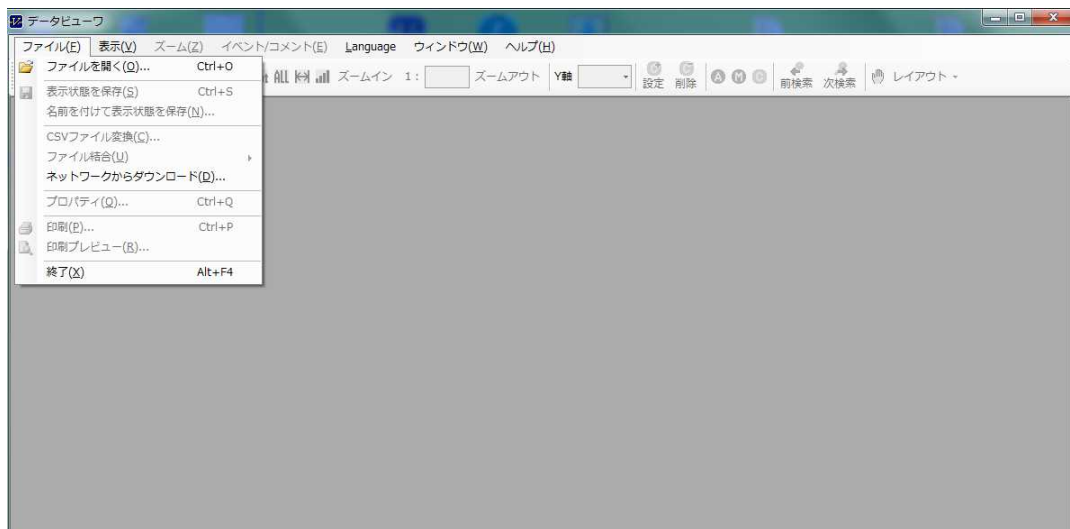 データビューワ
ファイル(F) 表示(V) ズーム(Z) イベント/コメント(E) Language ウィンドウ(W) ヘルプ(H)
ALL ズームイン 1: ズームアウト Y軸 設定 削除 A M C 前検索 次検索 レイアウト
ファイルを開く(O)... Ctrl+O
表示状態を保存(S) Ctrl+S
名前を付けて表示状態を保存(N)...
CSVファイル変換(C)...
ファイル結合(U)
ネットワークからダウンロード(D)...
プロパティ(Q)... Ctrl+Q
印刷(P)... Ctrl+P
印刷プレビュー(R)...
終了(X) Alt+F4